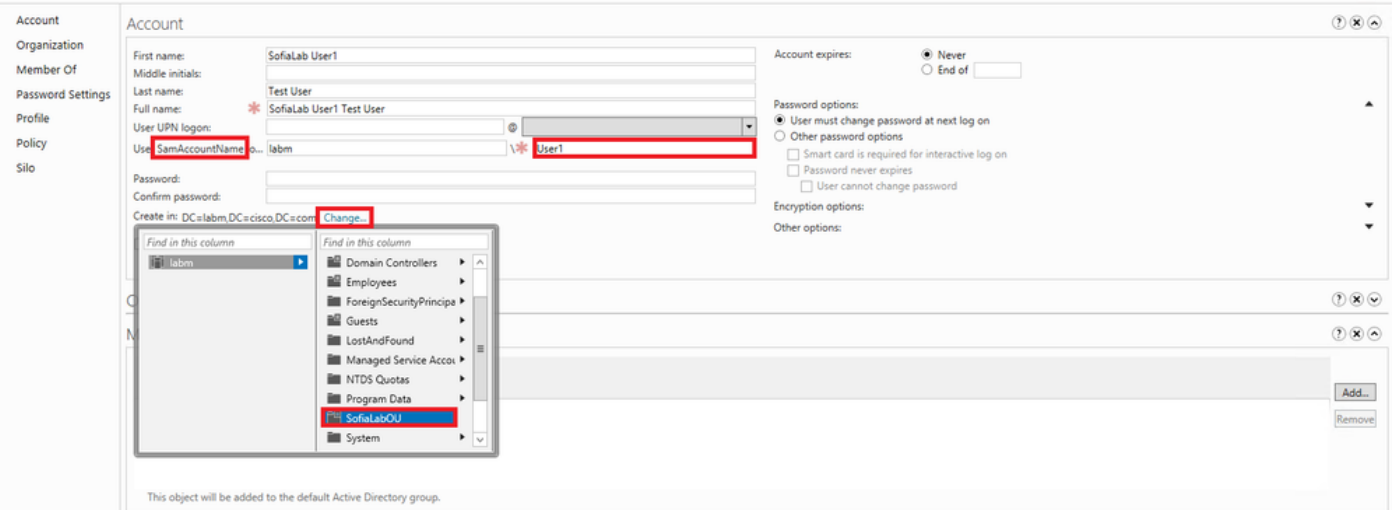 Account
Organization
Member Of
Password Settings
Profile
Policy
Silo
Account
First name: SofiaLab User1
Middle initials:
Last name: Test User
Full name: * SofiaLab User1 Test User
User UPN logon: @
Use SamAccountName o... labm \ * User1
Password:
Confirm password:
Create in: DC=labm,DC=cisco,DC=com Change...
Find in this column
labm
Find in this column
Domain Controllers
Employees
ForeignSecurityPrincipa
Guests
LostAndFound
Managed Service Accou
NTDS Quotas
Program Data
SofiaLabOU
System
Account expires: Never
End of
Password options:
User must change password at next log on
Other password options
Smart card is required for interactive log on
Password never expires
User cannot change password
Encryption options:
Other options:
Add...
Remove
This object will be added to the default Active Directory group.